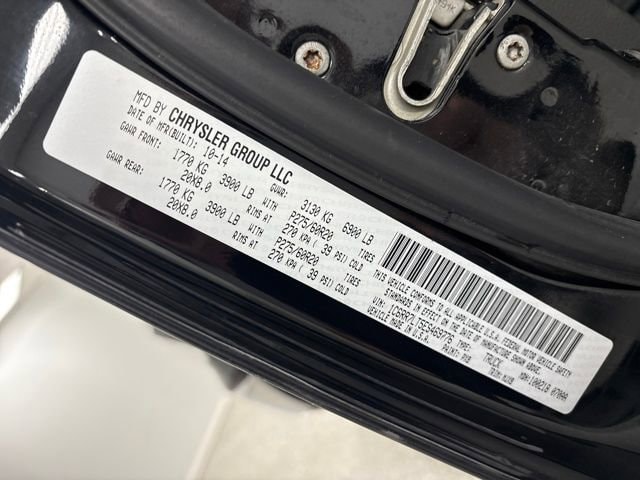 MFD BY CHRYSLER GROUP LLC
DATE OF MFR(BUILT): 10-14 GVWR: 3130 KG 6900 LB
GAWR FRONT: 1770 KG 3900 LB WITH P275/60R20 TIRES
20X8.0 RIMS AT 270 KPA( 39 PSI) COLD
GAWR REAR: 1770 KG 3900 LB WITH P275/60R20 TIRES
20X8.0 RIMS AT 270 KPA( 39 PSI) COLD
THIS VEHICLE CONFORMS TO ALL APPLICABLE U.S.A. FEDERAL MOTOR VEHICLE SAFETY
STANDARDS IN EFFECT ON THE DATE OF MANUFACTURE SHOWN ABOVE.
VIN: TYPE: TRUCK
VEHICLE MADE IN U.S.A. PAINT: PX8 MDH: